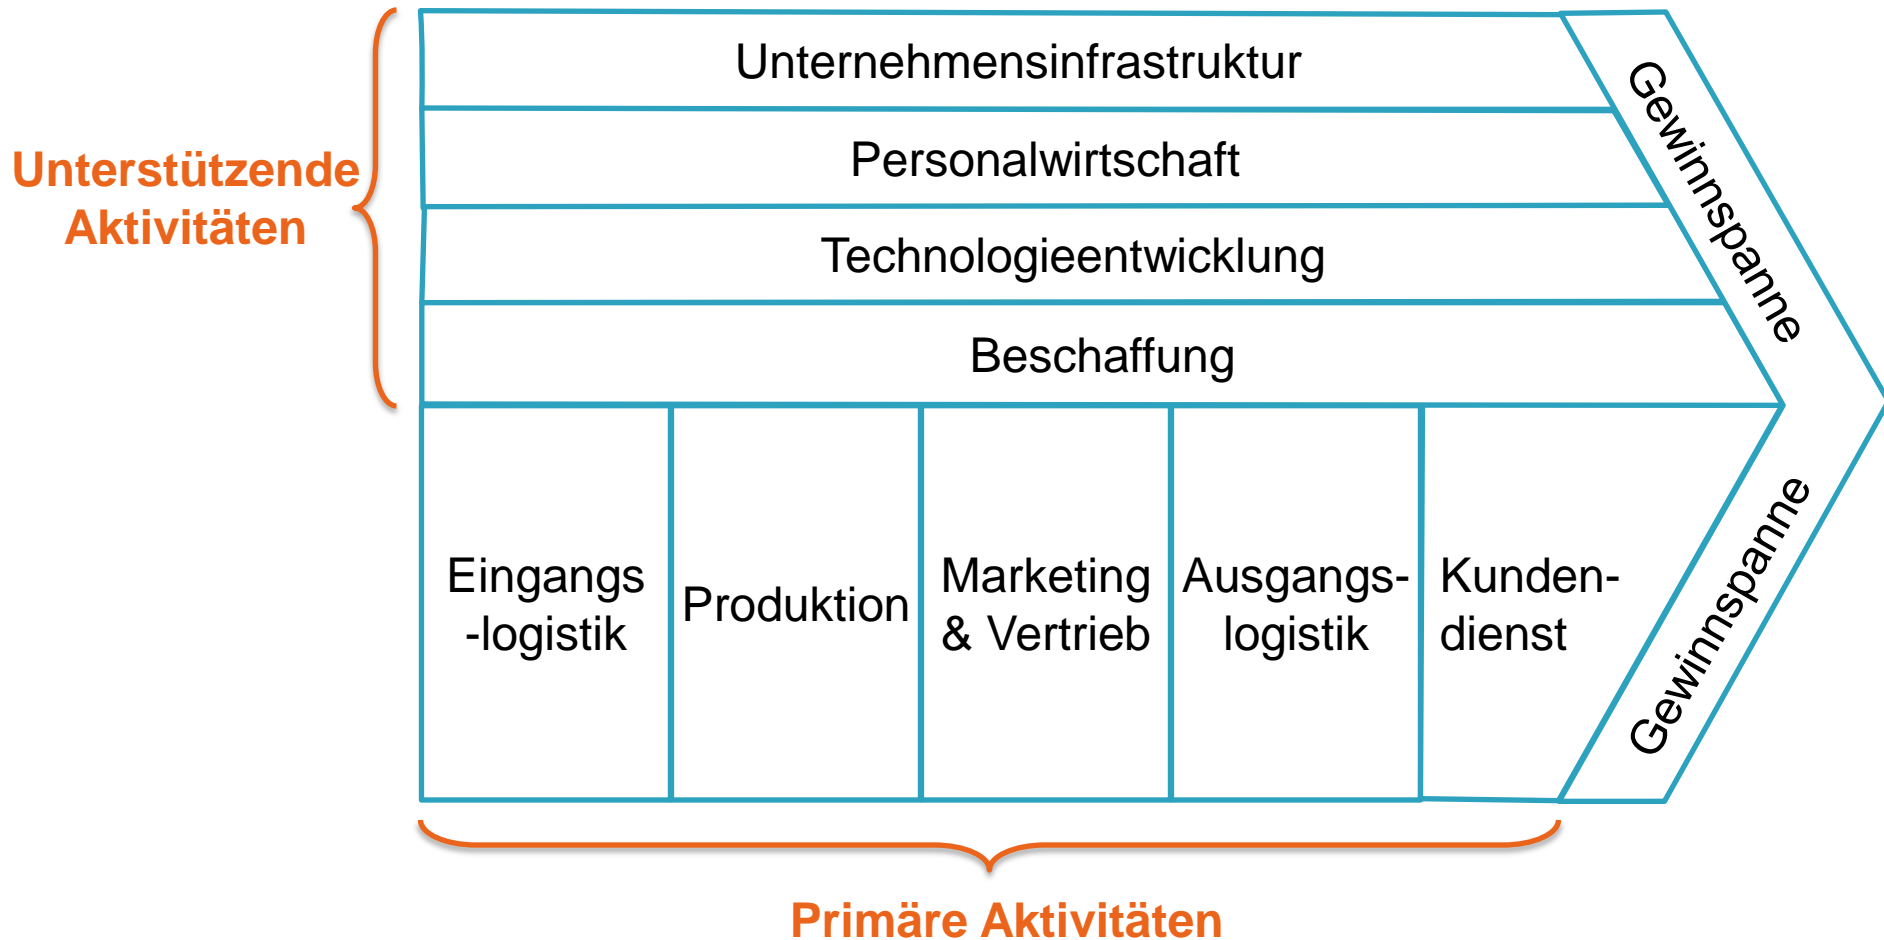 Unterstützende
Aktivitäten
Unternehmensinfrastruktur
Personalwirtschaft
Technologieentwicklung
Beschaffung
Gewinnspanne
Eingangs
-logistik
Produktion
Marketing
& Vertrieb
Ausgangs-
logistik
Kunden-
dienst
Gewinnspanne
Primäre Aktivitäten